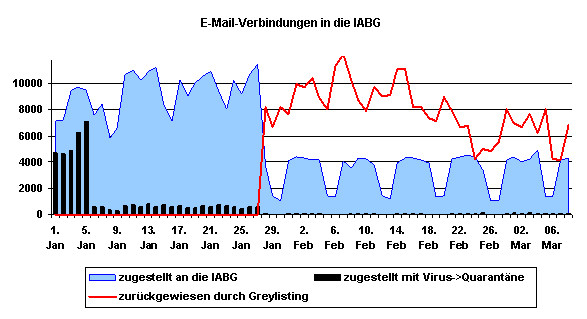 E-Mail-Verbindungen in die IABG
10000
8000
6000
4000
2000
0
1. 5. 9. 13. 17. 21. 25. 29. 2. 6. 10. 14. 18. 22. 26. 02. 06.
Jan Jan Jan Jan Jan Jan Jan Jan Feb Feb Feb Feb Feb Feb Feb Mar Mar
zugestellt an die IABG zugestellt mit Virus->Quarantäne
zurückgewiesen durch Greylisting